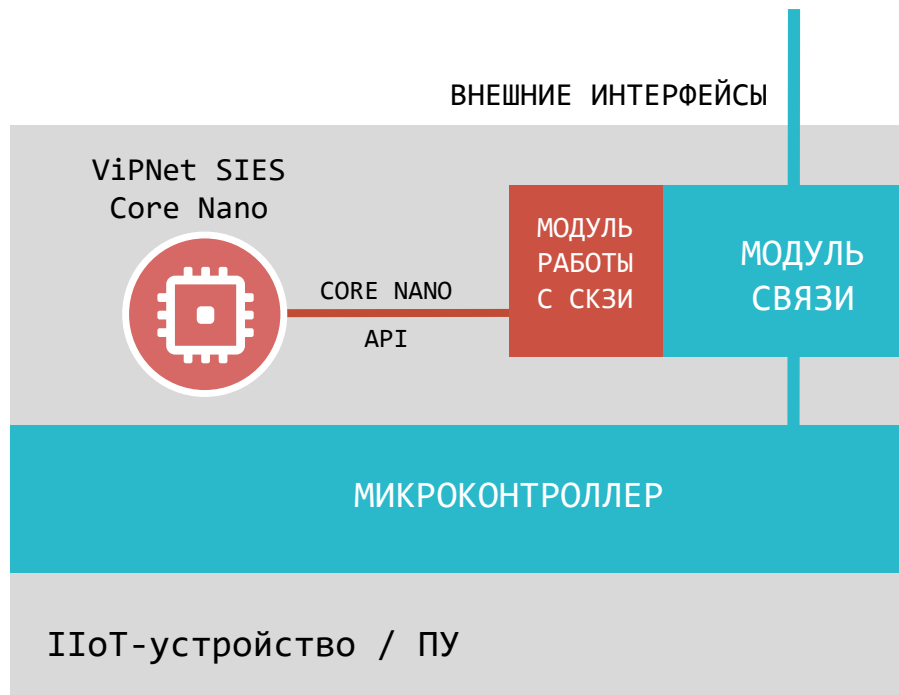 ВНЕШНИЕ ИНТЕРФЕЙСЫ
ViPNet SIES
Core Nano
CORE NANO
API
МОДУЛЬ
РАБОТЫ
С СКЗИ
МОДУЛЬ
СВЯЗИ
МИКРОКОНТРОЛЛЕР
IIoT-устройство / ПУ